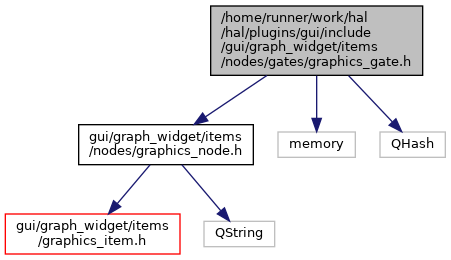 /home/runner/work/hal
/hal/plugins/gui/include
/gui/graph_widget/items
/nodes/gates/graphics_gate.h
gui/graph_widget/items
/nodes/graphics_node.h
memory
QHash
gui/graph_widget/items
/graphics_item.h
QString